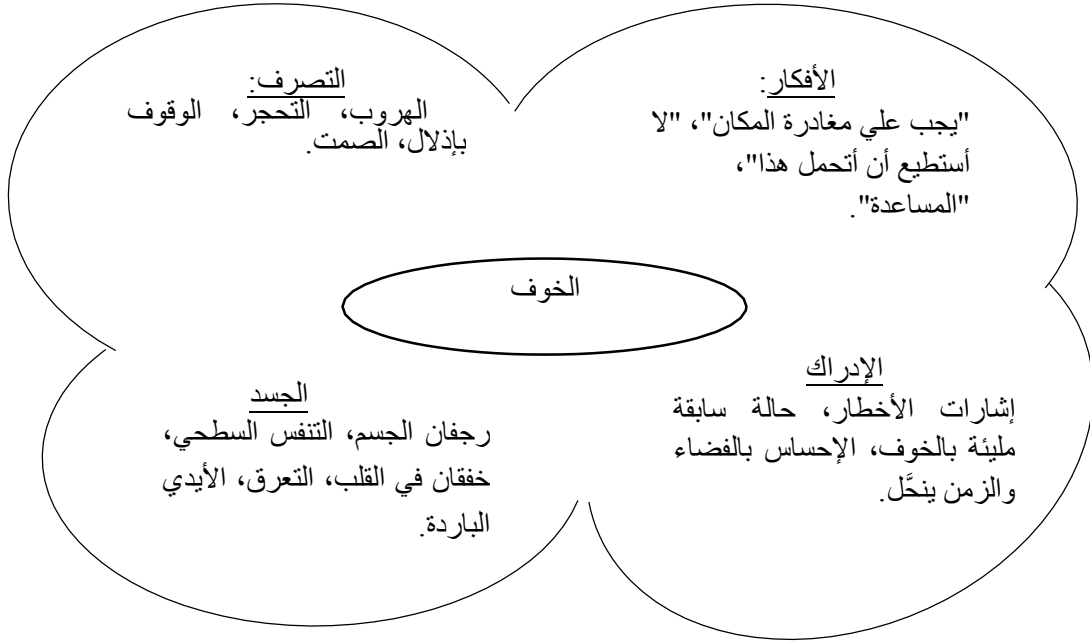 الأفكار:
"يجب علي مغادرة المكان"، "لا
أستطيع أن أتحمل هذا"،
"المساعدة".
التصرف:
الهروب، التحجر، الوقوف
بإذلال، الصمت.
الخوف
الإدراك
إشارات الأخطار، حالة سابقة
مليئة بالخوف، الإحساس بالفضاء
والزمن ينحَّل.
الجسد
رجفان الجسم، التنفس السطحي،
خفقان في القلب، التعرق، الأيدي
الباردة.